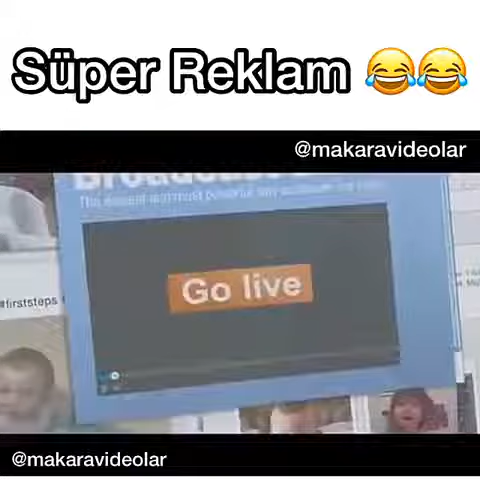 Süper Reklam 😂😂
@makaravideolar
Go live
#firststeps
@makaravideolar